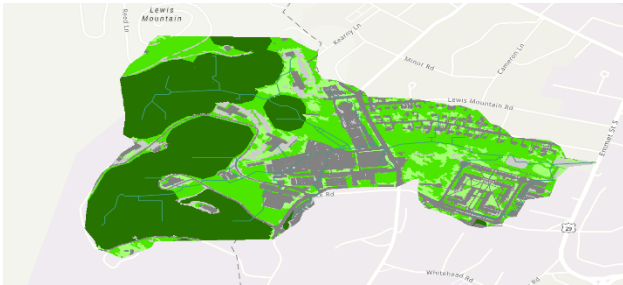 Lewis
Mountain
Reed Ln
Kearny Ln
Minor Rd
Cameron Ln
Lewis Mountain Rd
Emmet St S
Rd
29
Whitehead Rd
Rd